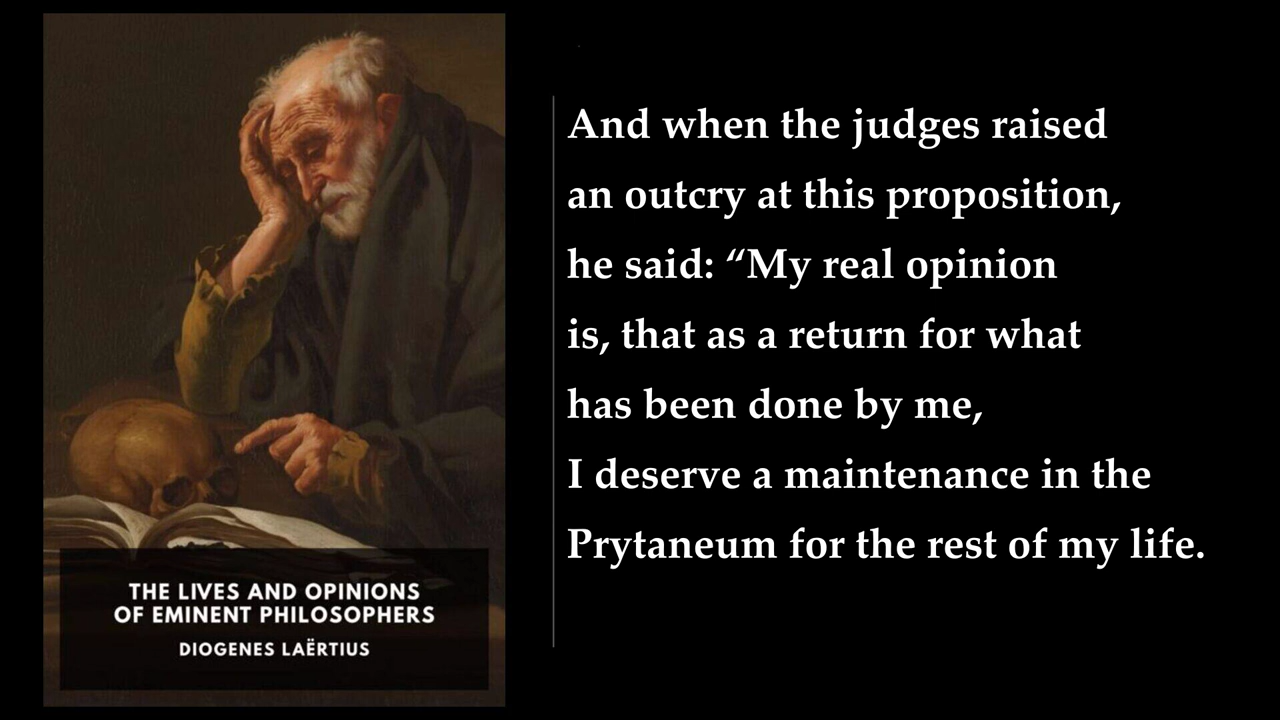 And when the judges raised
an outcry at this proposition,
he said: “My real opinion
is, that as a return for what
has been done by me,
I deserve a maintenance in the
Prytaneum for the rest of my life.
THE LIVES AND OPINIONS
OF EMINENT PHILOSOPHERS
DIOGENES LAËRTIUS